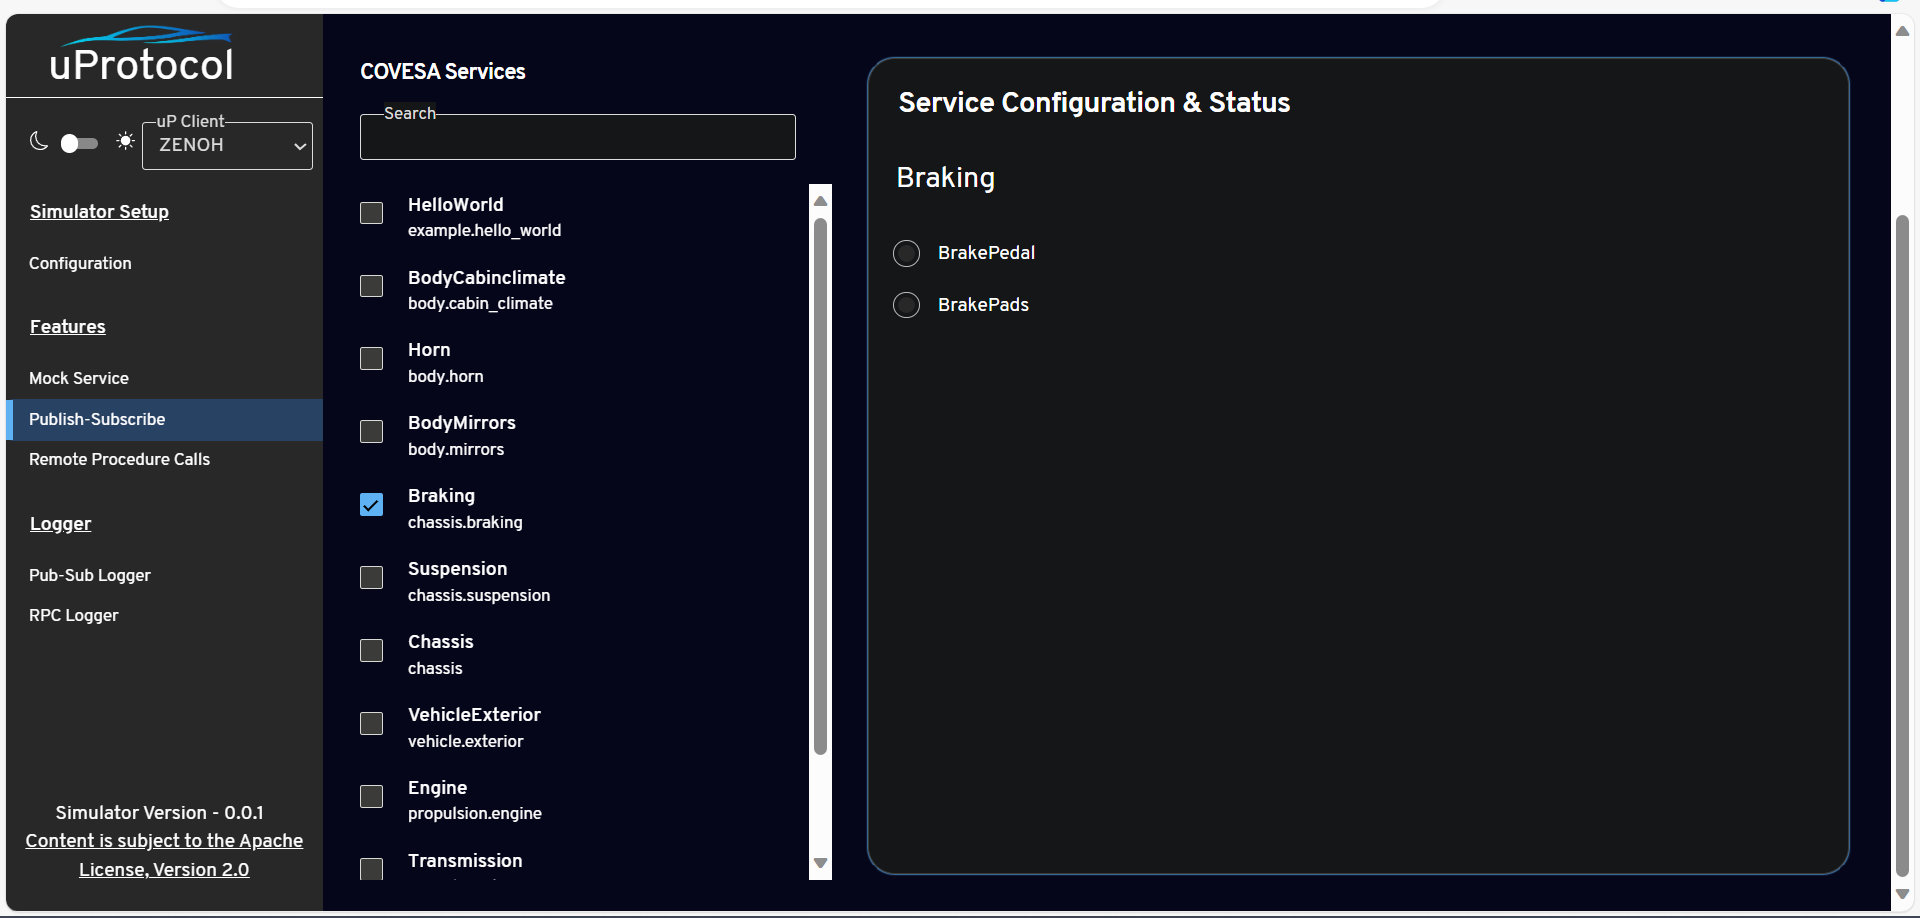 uProtocol
uP Client
ZENOH
Simulator Setup
Configuration
Features
Mock Service
Publish-Subscribe
Remote Procedure Calls
Logger
Pub-Sub Logger
RPC Logger
Simulator Version - 0.0.1
Content is subject to the Apache
License, Version 2.0
COVESA Services
Search
HelloWorld
example.hello_world
BodyCabinclimate
body.cabin_climate
Horn
body.horn
BodyMirrors
body.mirrors
Braking
chassis.braking
Suspension
chassis.suspension
Chassis
chassis
VehicleExterior
vehicle.exterior
Engine
propulsion.engine
Transmission
Service Configuration & Status
Braking
BrakePedal
BrakePads